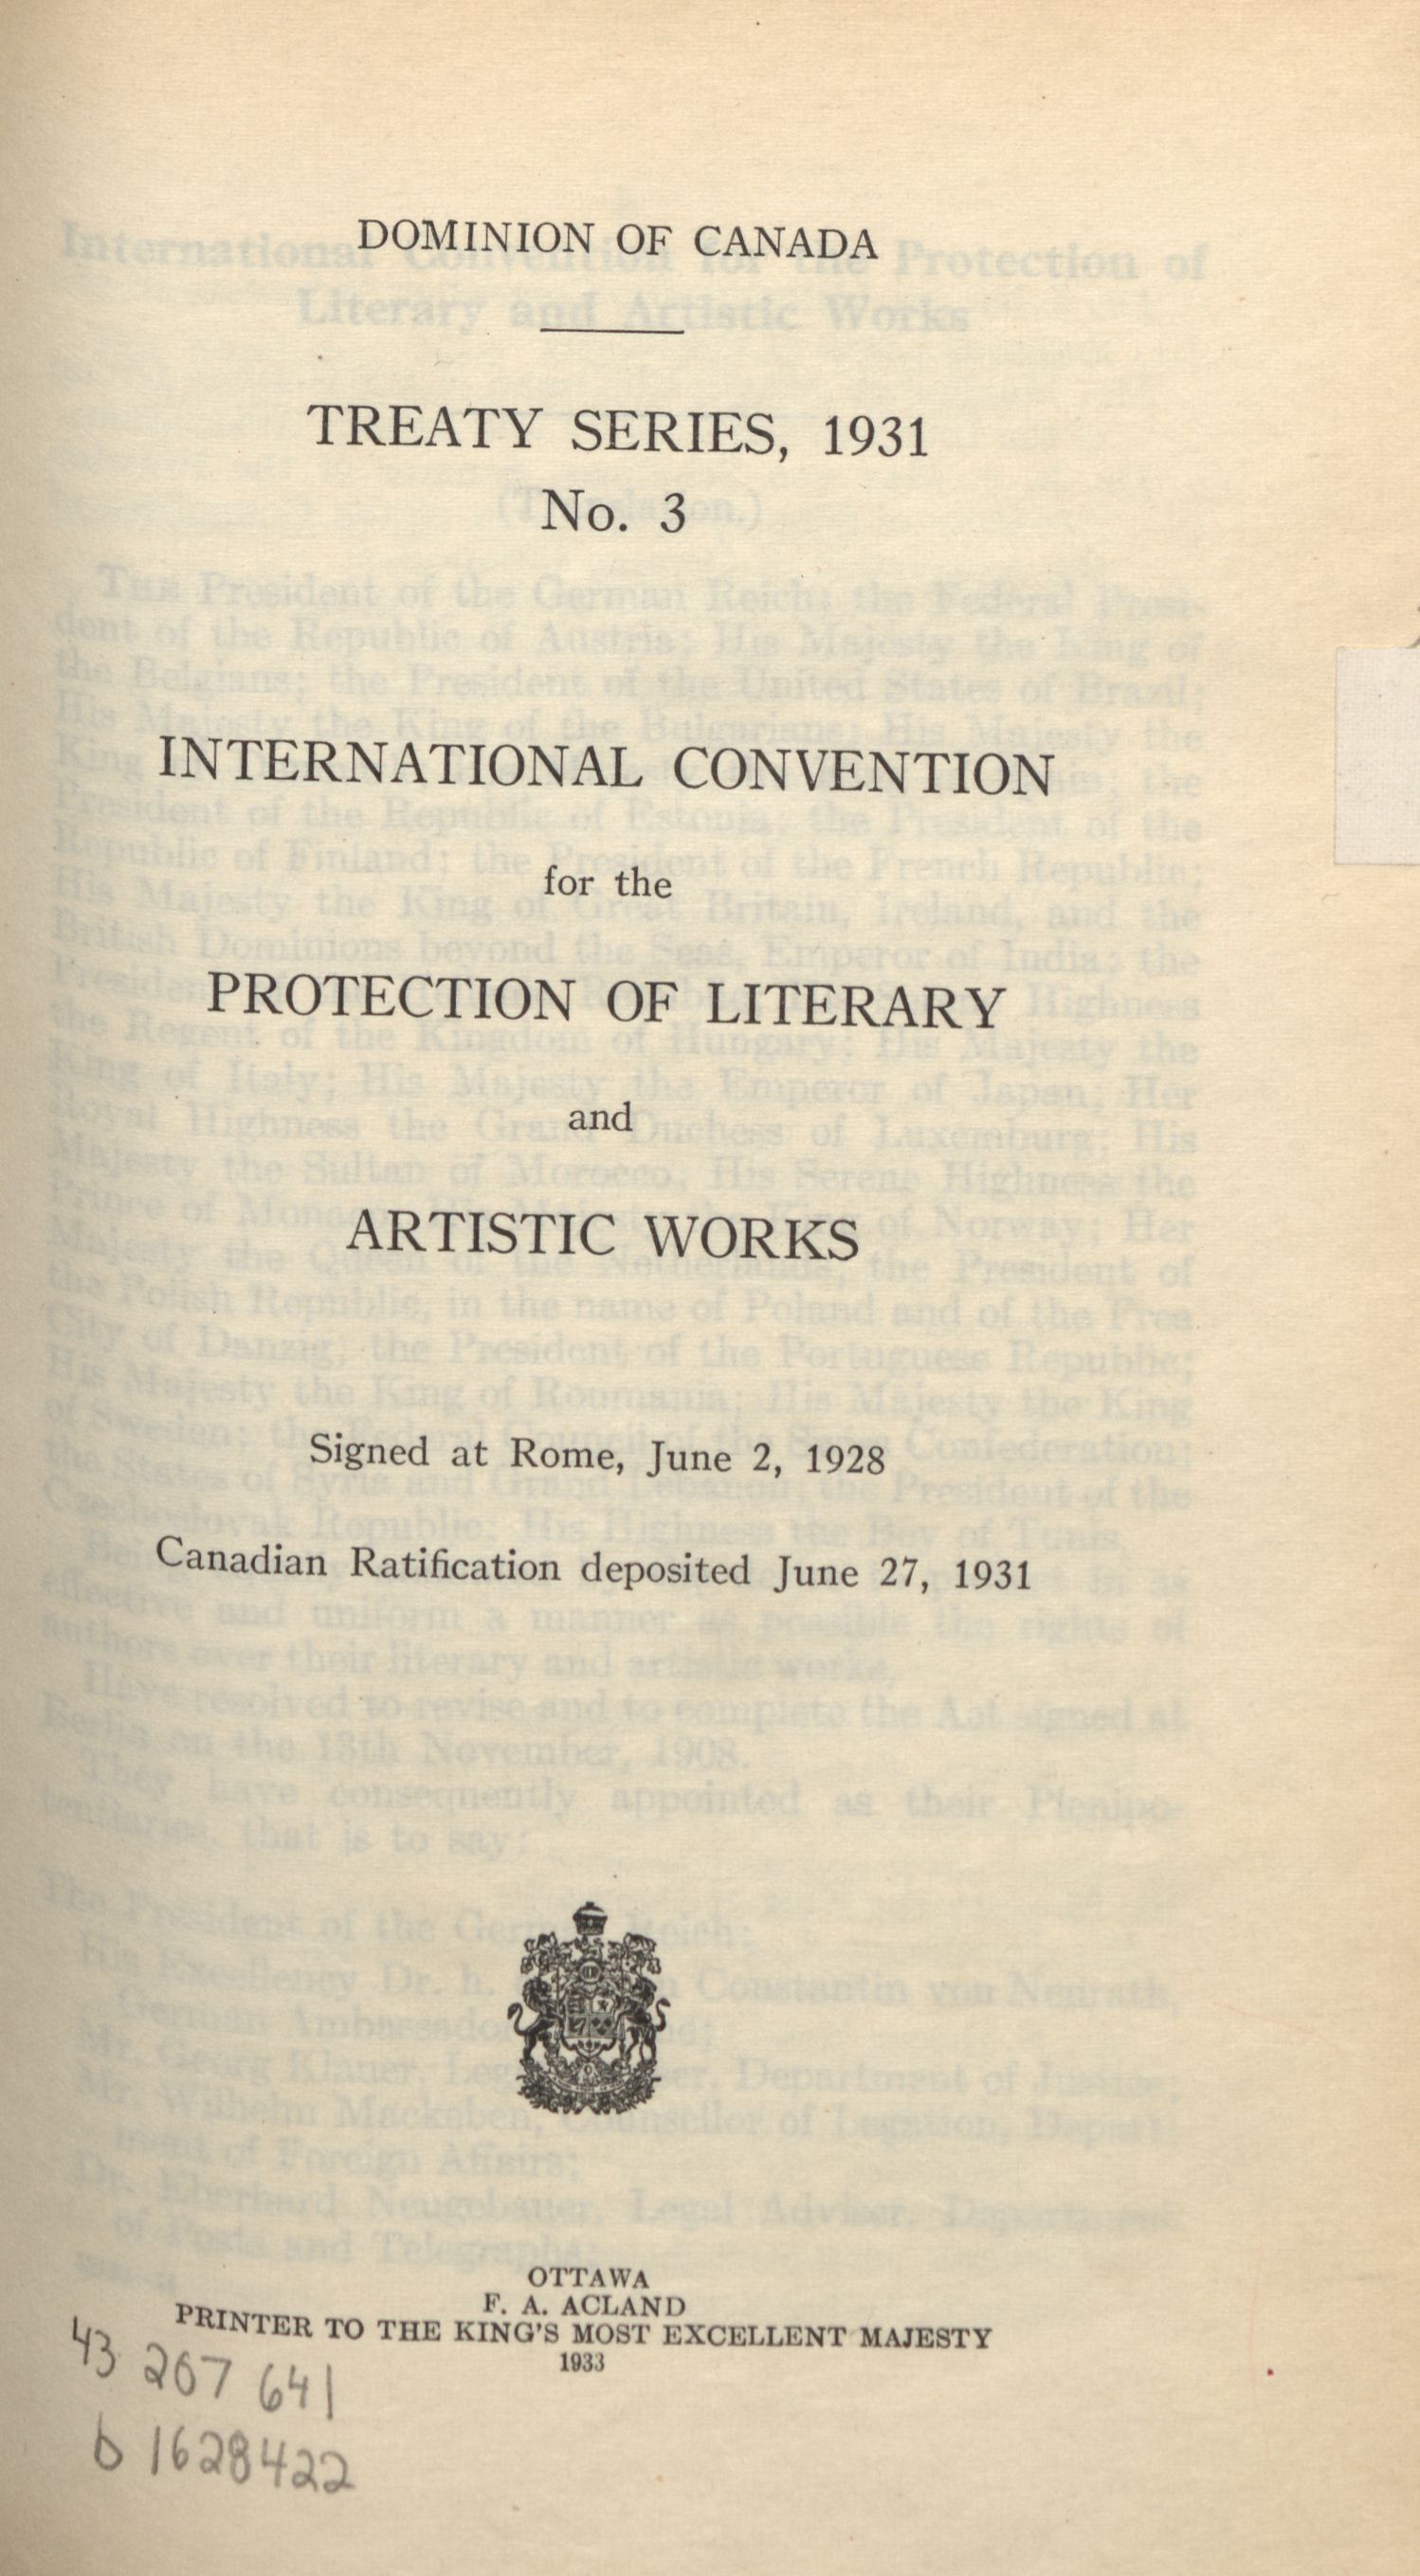 DOMINION OF CANADA
TREATY SERIES, 1931
No. 3
INTERNATIONAL CONVENTION
for the
PROTECTION OF LITERARY
and
ARTISTIC WORKS
Signed at Rome, June 2, 1928
Canadian Ratification deposited June 27, 1931
OTTAWA
F. A. ACLAND
PRINTER TO THE KING'S MOST EXCELLENT MAJESTY
1933
43 207 641
b 1628422